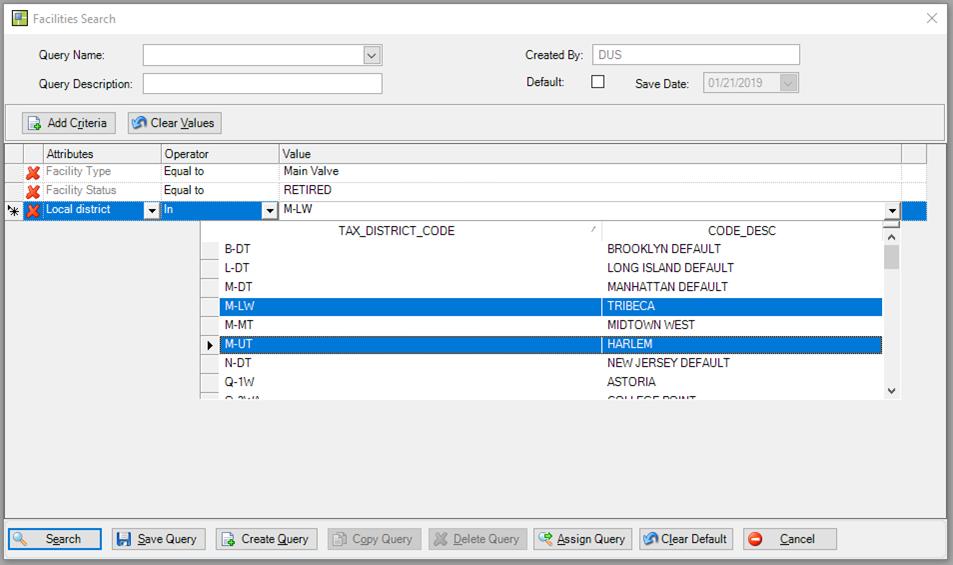 Facilities Search
Query Name:
Created By: DUS
Query Description:
Default:
Save Date: 01/21/2019
Add Criteria Clear Values
Attributes Operator Value
Facility Type Equal to Main Valve
Facility Status Equal to RETIRED
Local district In M-LW
TAX_DISTRICT_CODE CODE_DESC
B-DT BROOKLYN DEFAULT
L-DT LONG ISLAND DEFAULT
M-DT MANHATTAN DEFAULT
M-LW TRIBECA
M-MT MIDTOWN WEST
M-UT HARLEM
N-DT NEW JERSEY DEFAULT
Q-1W ASTORIA
COLLEGE POINT
Search Save Query Create Query Copy Query Delete Query Assign Query Clear Default Cancel